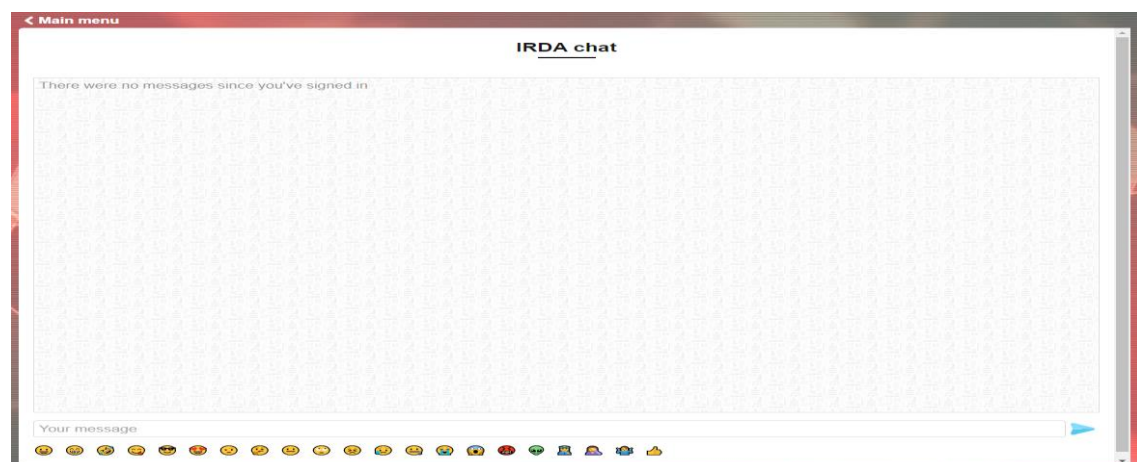 Main menu
IRDA chat
There were no messages since you've signed in
Your message